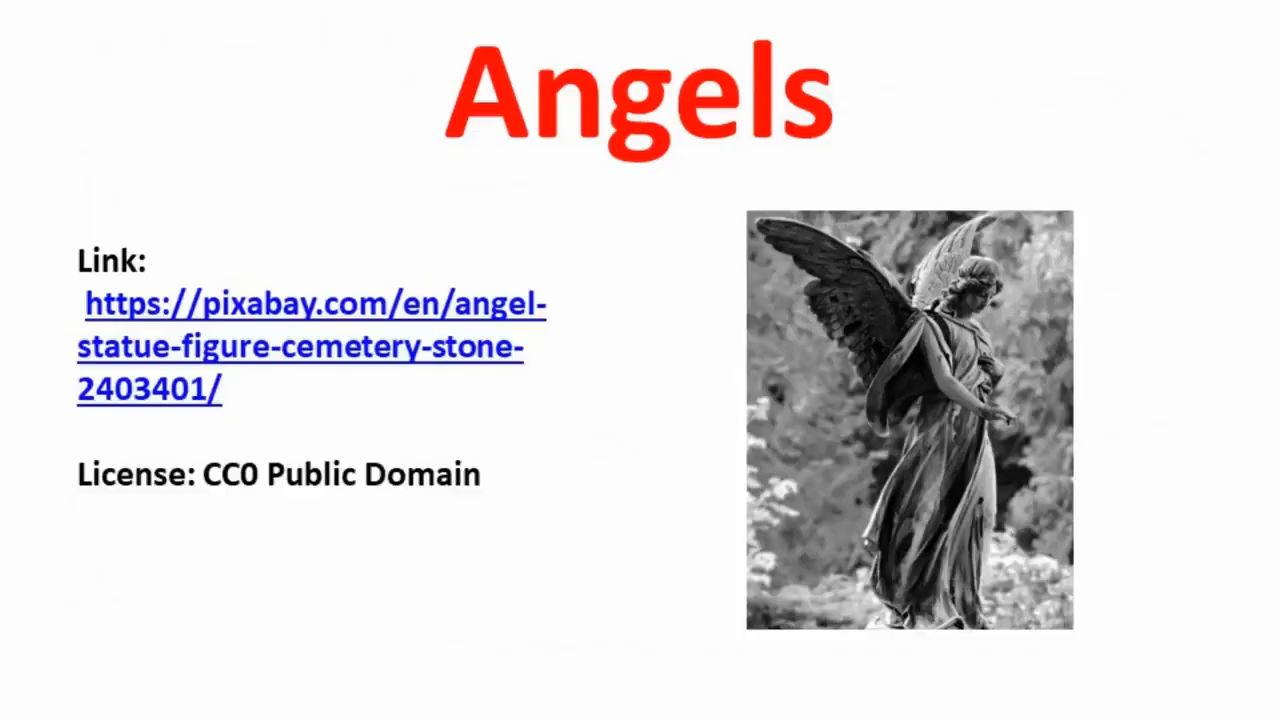 Angels
Link:
https://pixabay.com/en/angel-
statue-figure-cemetery-stone-
2403401/
License: CC0 Public Domain